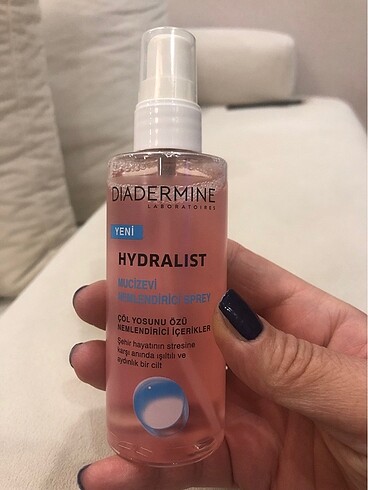 DIADERMINE
LABORATOIRES
YENİ
HYDRALIST
MUCİZEVİ
NEMLENDİRİCİ SPREY
ÇÖL YOSUNU ÖZÜ
NEMLENDİRİCİ İÇERİKLER
Şehir hayatının stresine
karşı anında ışıltılı ve
aydınlık bir cilt